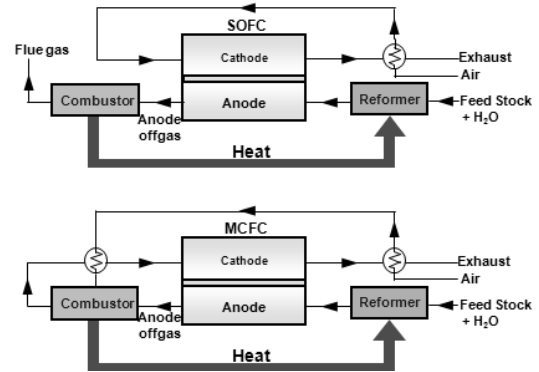 SOFC
Flue gas
Cathode
Exhaust
Air
Combustor
Anode
Reformer
Feed Stock
+ H₂O
Anode
offgas
Heat
MCFC
Cathode
Exhaust
Air
Combustor
Anode
Reformer
Feed Stock
+ H₂O
Anode
offgas
Heat